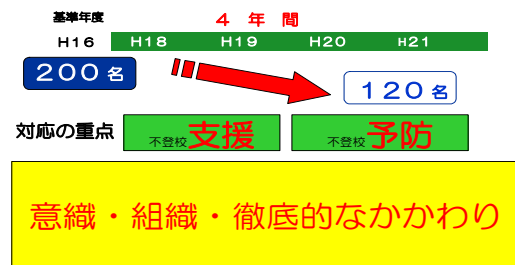 基準年度 4年間
H16 H18 H19 H20 H21
200名
120名
対応の重点 不登校支援 不登校予防
意織・組織・徹底的なかかわり